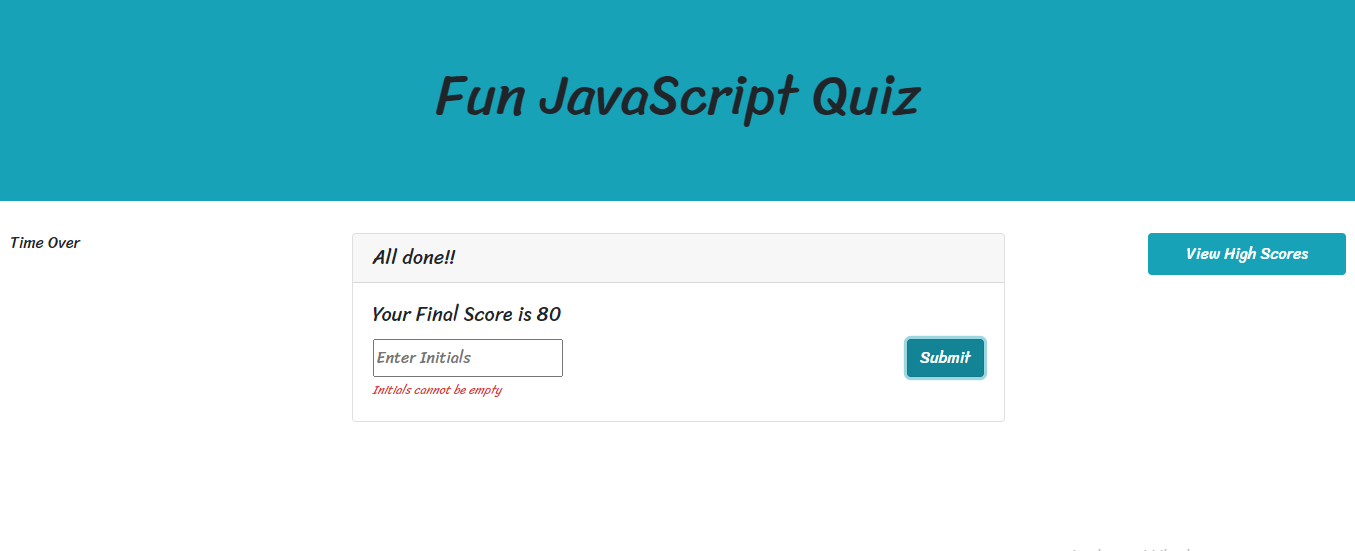 Fun JavaScript Quiz
Time Over
All done!!
View High Scores
Your Final Score is 80
Enter Initials
Submit
Initials cannot be empty